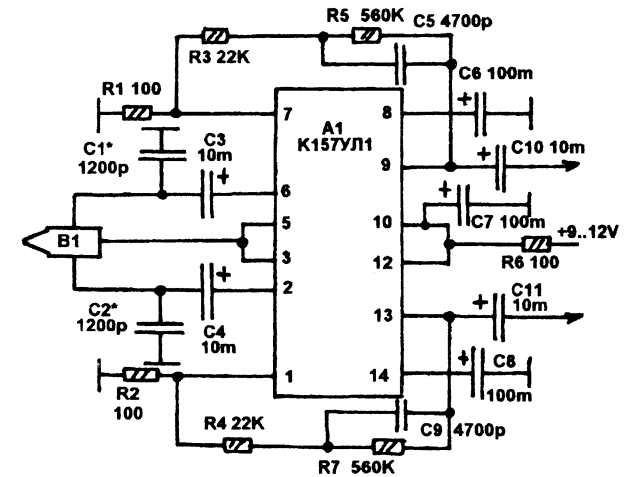 R5 560K
C5 4700p
R3 22K
C6 100m
R1 100
7
8
A1
К157УЛ1
C1*
1200p
C3
10m
+
+
C10 10m
9
+
6
+
B1
5
10
C7 100m
+9..12V
3
12
R6 100
2
+
C2*
1200p
C4
10m
13
+
C11
10m
R2
100
1
14
+
C8
100m
R4 22K
C9 4700p
R7 560K